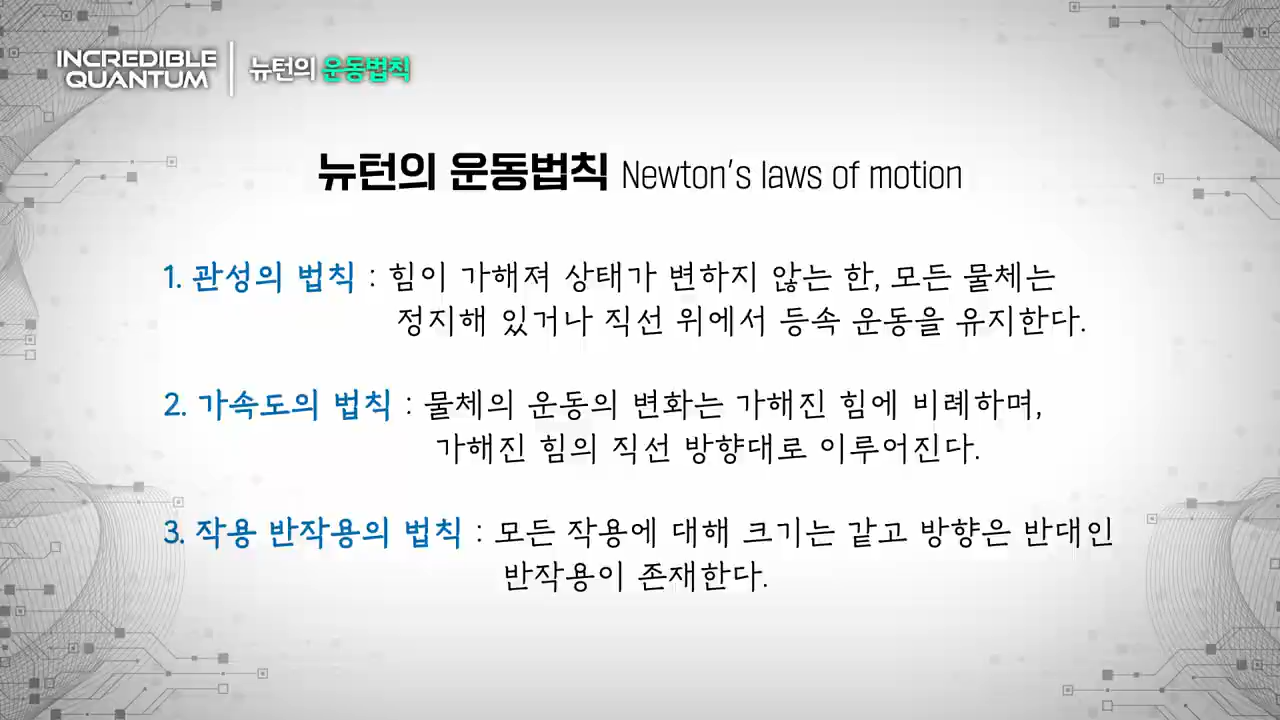 INCREDIBLE
QUANTUM
뉴턴의 운동법칙
뉴턴의 운동법칙 Newton's laws of motion
1. 관성의 법칙 : 힘이 가해져 상태가 변하지 않는 한, 모든 물체는
정지해 있거나 직선 위에서 등속 운동을 유지한다.
2. 가속도의 법칙 : 물체의 운동의 변화는 가해진 힘에 비례하며,
가해진 힘의 직선 방향대로 이루어진다.
3. 작용 반작용의 법칙 : 모든 작용에 대해 크기는 같고 방향은 반대인
반작용이 존재한다.